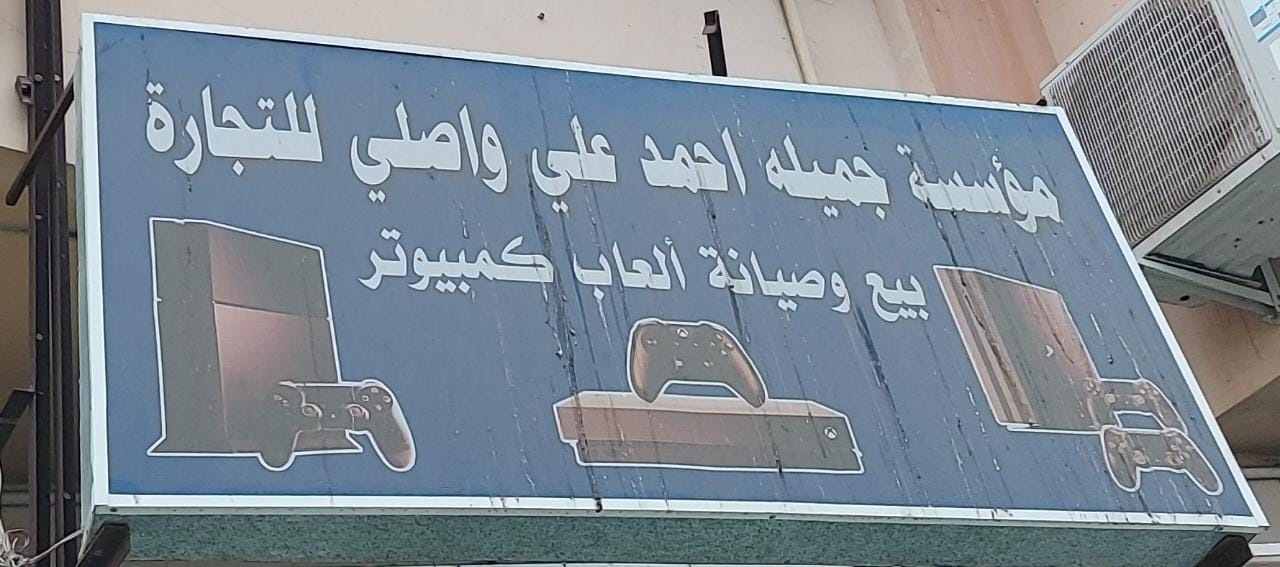 مؤسسة جميله احمد علي واصلي للتجارة
بيع وصيانة ألعاب كمبيوتر